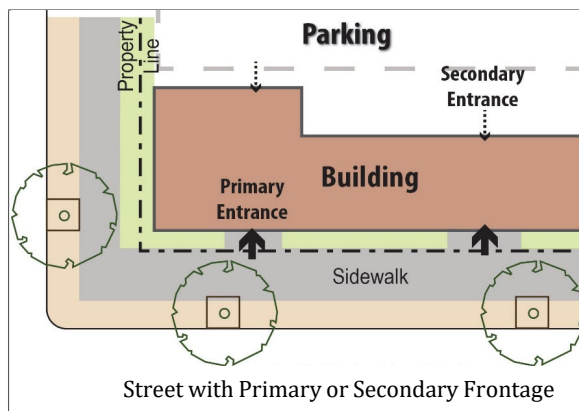 Parking
Property
Line
Secondary
Entrance
Primary
Entrance
Building
Sidewalk
Street with Primary or Secondary Frontage